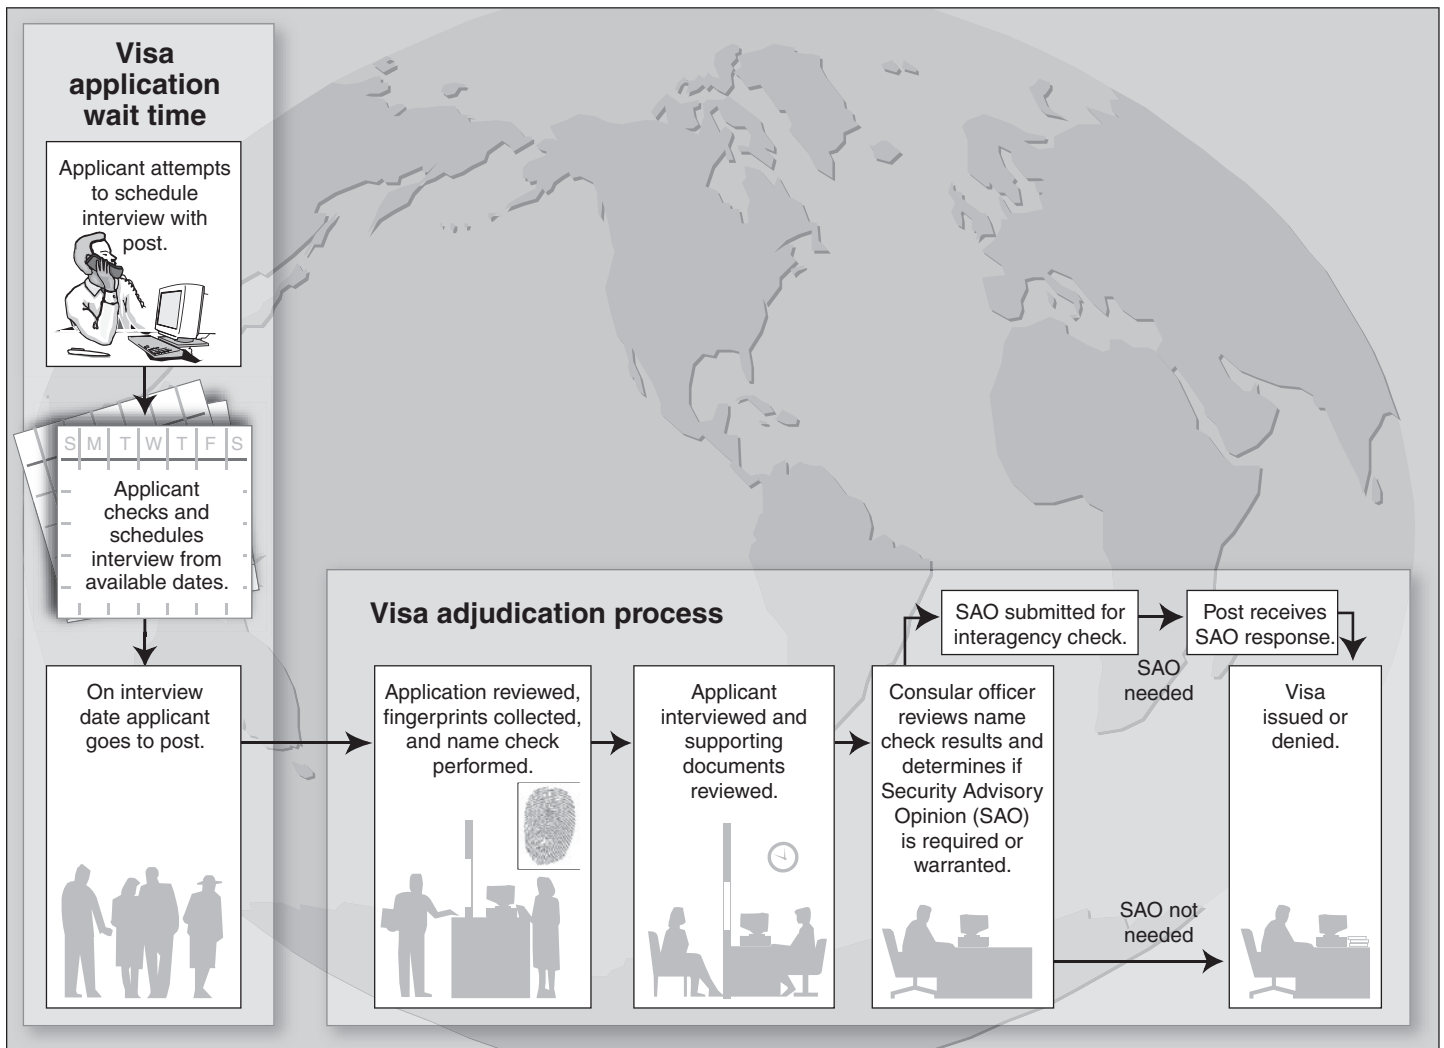 Visa
application
wait time
Applicant attempts
to schedule
interview with
post.
S M T W T F S
Applicant
checks and
schedules
interview from
available dates.
On interview
date applicant
goes to post.
Visa adjudication process
Application reviewed,
fingerprints collected,
and name check
performed.
Applicant
interviewed and
supporting
documents
reviewed.
Consular officer
reviews name
check results and
determines if
Security Advisory
Opinion (SAO)
is required or
warranted.
SAO submitted for
interagency check.
Post receives
SAO response.
SAO
needed
SAO not
needed
Visa
issued or
denied.